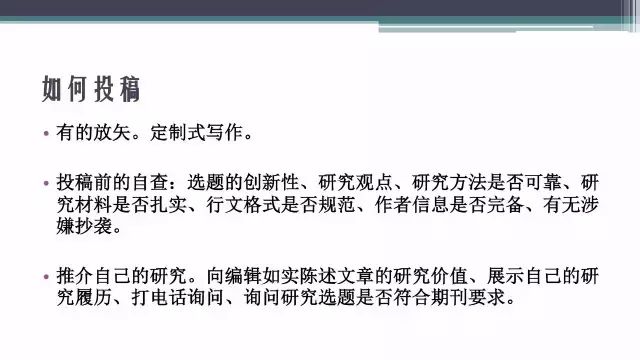 如何投稿
• 有的放矢。定制式写作。
• 投稿前的自查：选题的创新性、研究观点、研究方法是否可靠、研
究材料是否扎实、行文格式是否规范、作者信息是否完备、有无涉
嫌抄袭。
• 推介自己的研究。向编辑如实陈述文章的研究价值、展示自己的研
究履历、打电话询问、询问研究选题是否符合期刊要求。